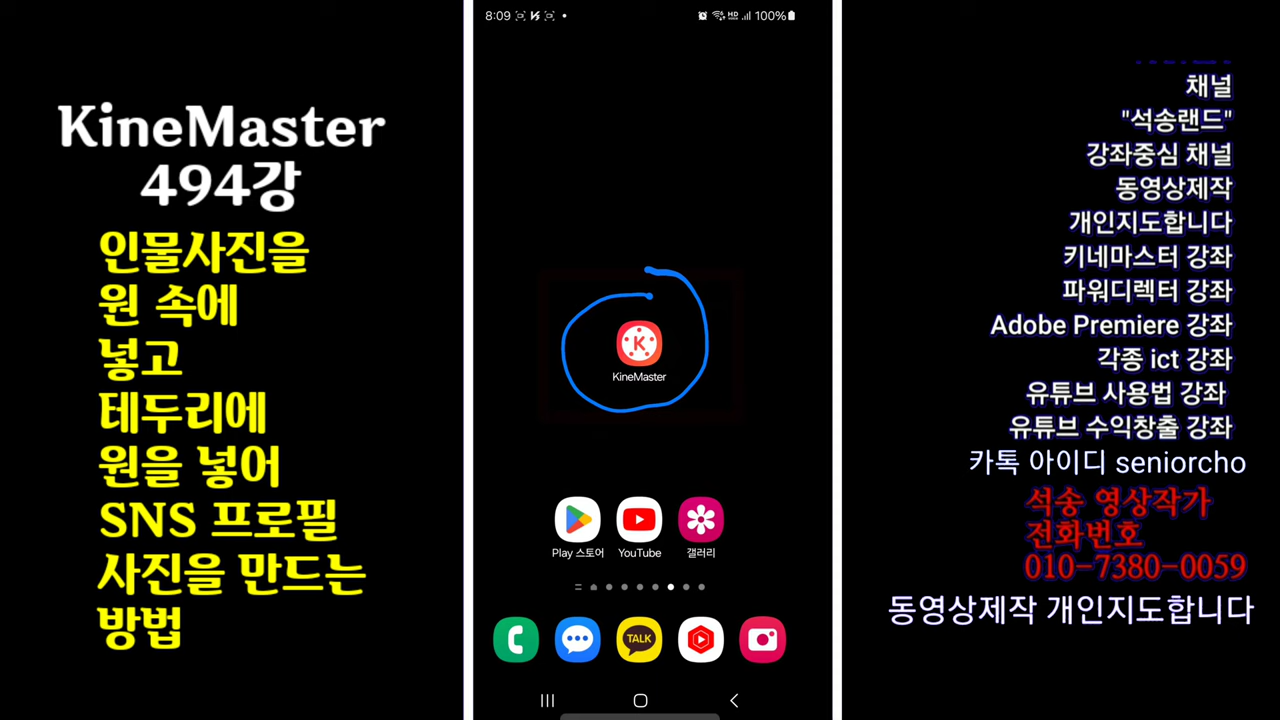 KineMaster
494강
인물사진을
원 속에
넣고
테두리에
원을 넣어
SNS 프로필
사진을 만드는
방법
8:09
HD
100%
K
KineMaster
Play 스토어
YouTube
갤러리
TALK
채널
"석송랜드"
강좌중심 채널
동영상제작
개인지도합니다
키네마스터 강좌
파워디렉터 강좌
Adobe Premiere 강좌
각종 ict 강좌
유튜브 사용법 강좌
유튜브 수익창출 강좌
카톡 아이디 seniorcho
석송 영상작가
전화번호
010-7380-0059
동영상제작 개인지도합니다